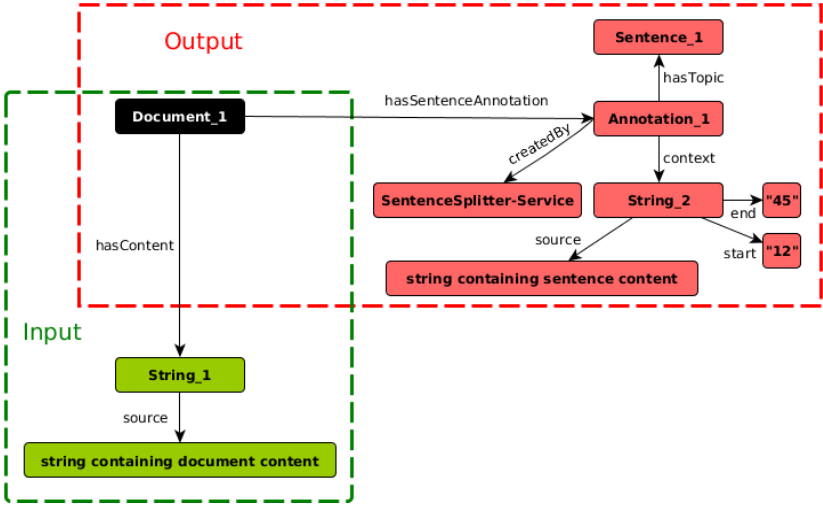 Output
Sentence_1
hasTopic
hasSentenceAnnotation
Document_1
Annotation_1
createdBy
context
SentenceSplitter-Service
String_2
end
"45"
source
start
"12"
hasContent
string containing sentence content
Input
String_1
source
string containing document content